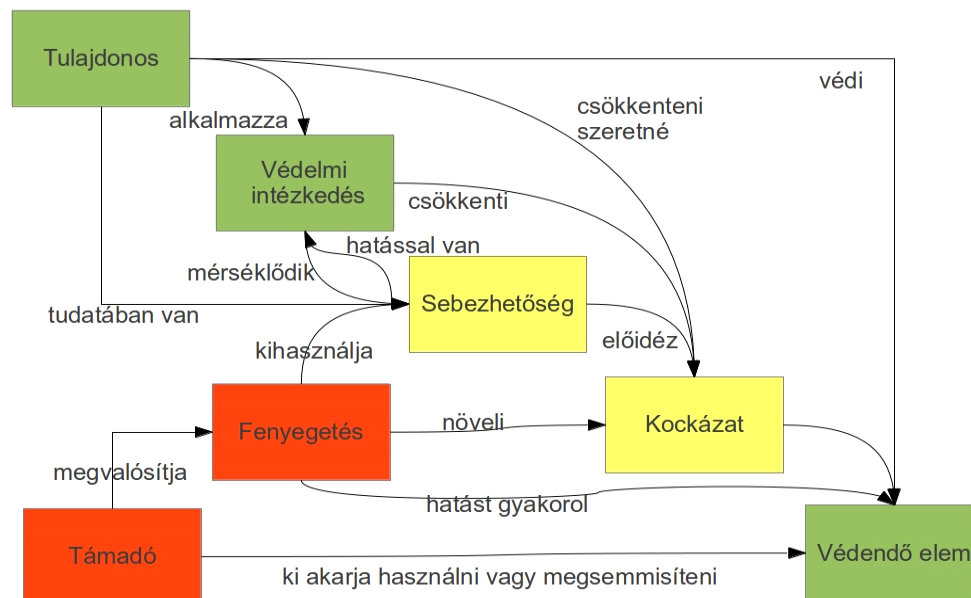 Tulajdonos
védi
csökkenteni
szeretné
alkalmazza
Védelmi
intézkedés
csökkenti
hatással van
mérséklődik
Sebezhetőség
tudatában van
előidéz
kihasználja
Kockázat
növeli
Fenyegetés
megvalósítja
hatást gyakorol
Támadó
Védendő elem
ki akarja használni vagy megsemmisíteni